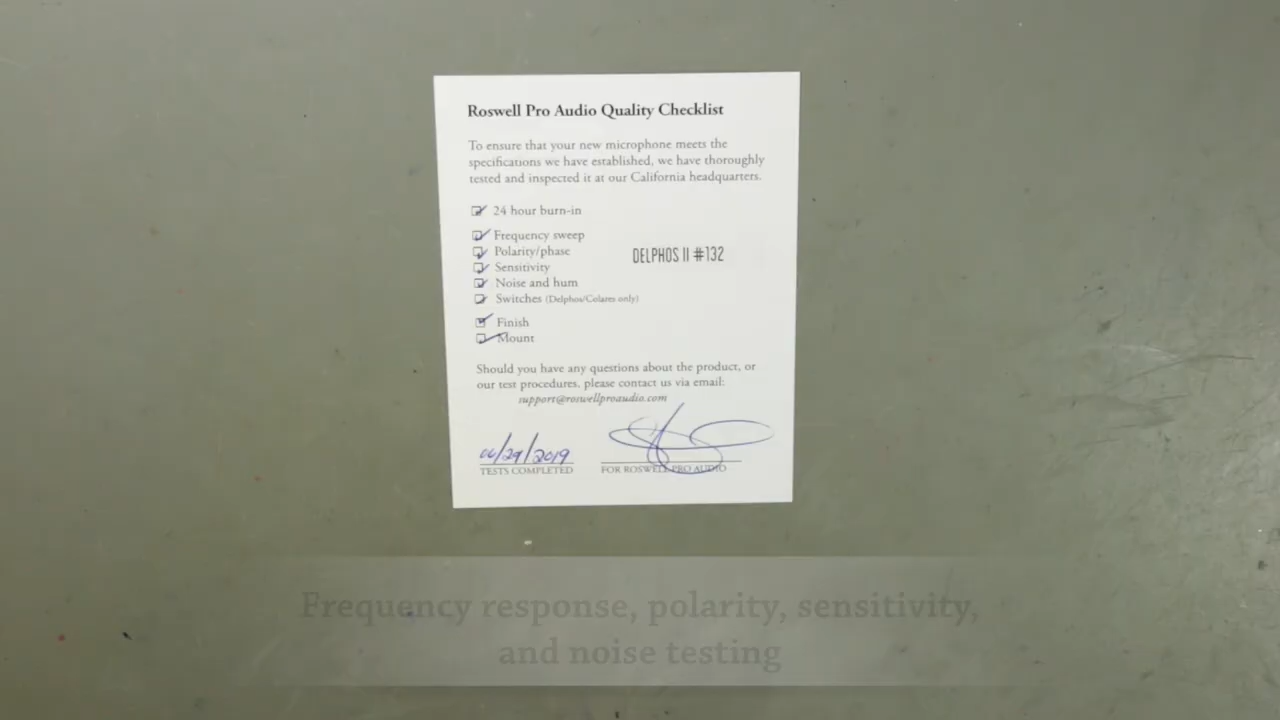 Roswell Pro Audio Quality Checklist
To ensure that your new microphone meets the
specifications we have established, we have thoroughly
tested and inspected it at our California headquarters.
24 hour burn-in
Frequency sweep
Polarity/phase
DELPHOS II #132
Sensitivity
Noise and hum
Switches (Delphos/Colares only)
Finish
Mount
Should you have any questions about the product, or
our test procedures, please contact us via email:
support@roswellproaudio.com
06/29/2019
TESTS COMPLETED
FOR ROSWELL PRO AUDIO
Frequency response, polarity, sensitivity,
and noise testing